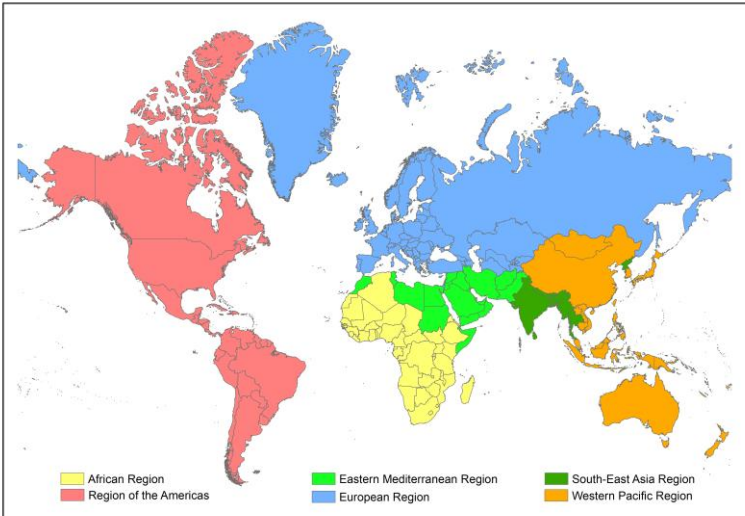 African Region
Region of the Americas
Eastern Mediterranean Region
European Region
South-East Asia Region
Western Pacific Region